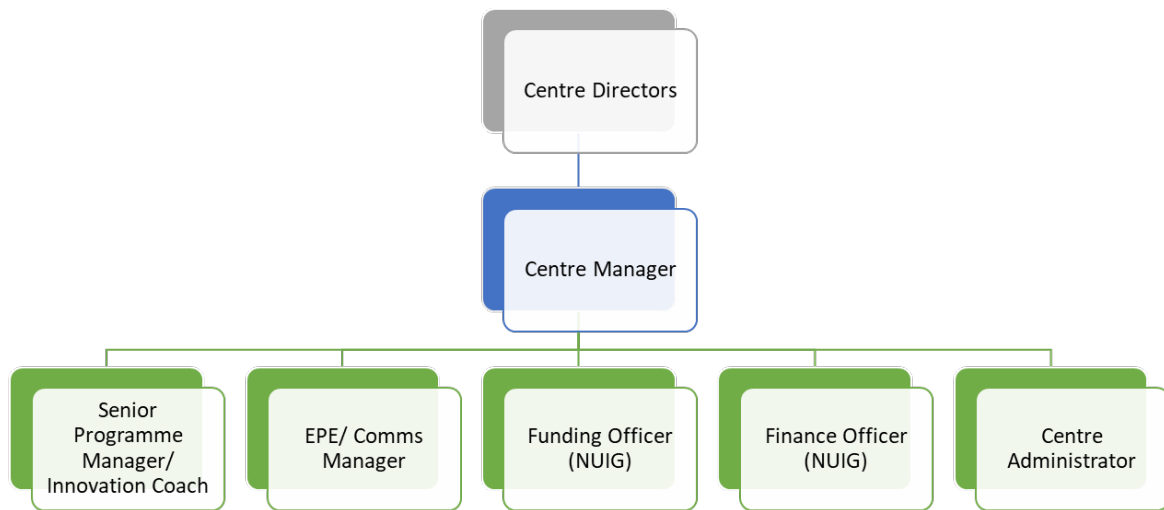 Centre Directors
Centre Manager
Senior
Programme
Manager/
Innovation Coach
EPE/ Comms
Manager
Funding Officer
(NUIG)
Finance Officer
(NUIG)
Centre
Administrator